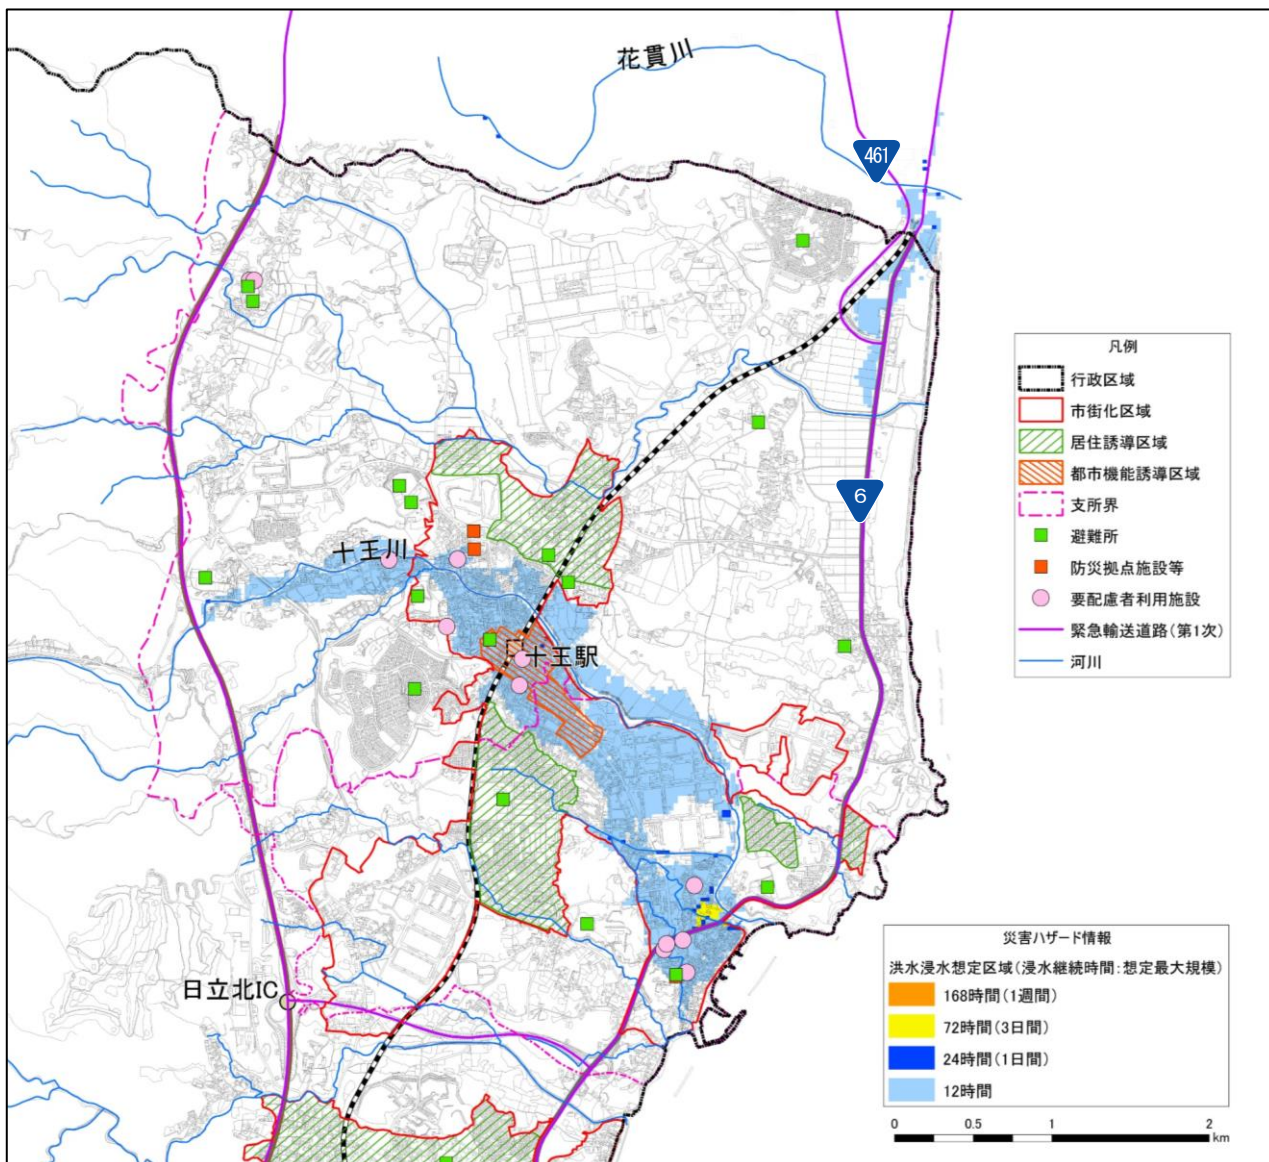 花貫川
461
6
十王川
十王駅
日立北IC
凡例
行政区域
市街化区域
居住誘導区域
都市機能誘導区域
支所界
避難所
防災拠点施設等
要配慮者利用施設
緊急輸送道路(第1次)
河川
災害ハザード情報
洪水浸水想定区域(浸水継続時間:想定最大規模)
168時間(1週間)
72時間(3日間)
24時間(1日間)
12時間
0 0.5 1 2
km